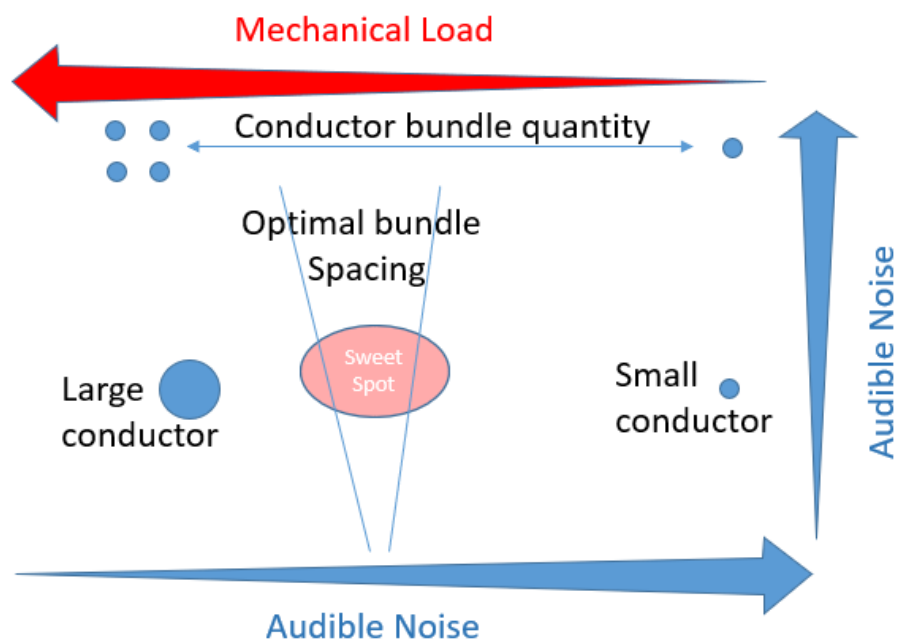 Mechanical Load
Conductor bundle quantity
Optimal bundle
Spacing
Sweet
Spot
Large
conductor
Small
conductor
Audible Noise
Audible Noise